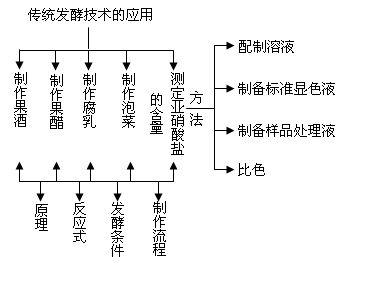 传统发酵技术的应用
制作果酒
制作果醋
制作腐乳
制作泡菜
测定亚硝酸盐
的含量
方法
配制溶液
制备标准显色液
制备样品处理液
比色
原理
反应式
发酵条件
制作流程